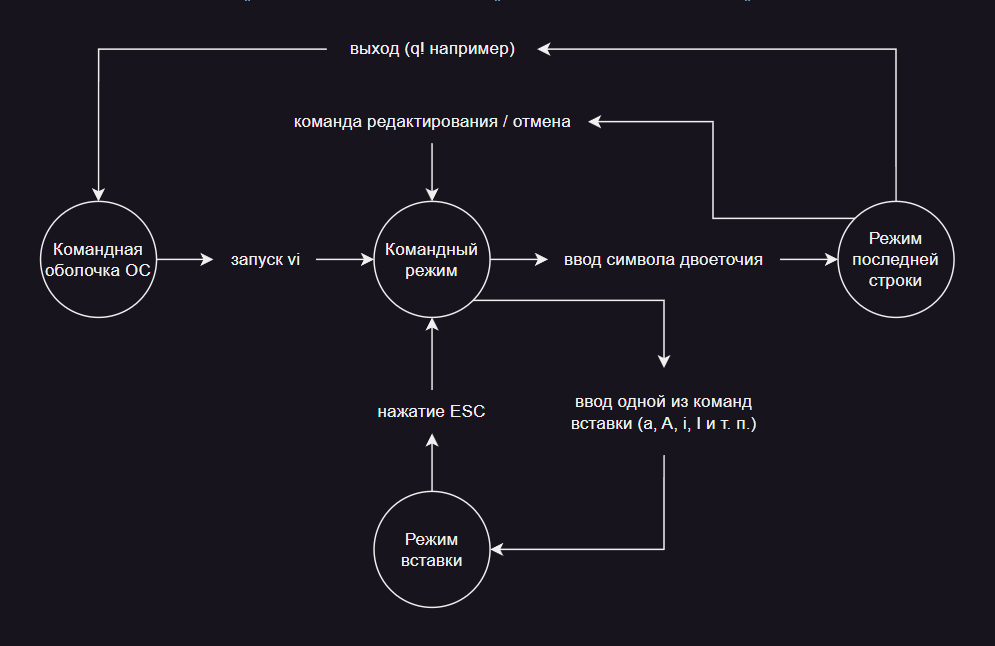 выход (q! например)
команда редактирования / отмена
Командная
оболочка ОС
запуск vi
Командный
режим
ввод символа двоеточия
Режим
последней
строки
нажатие ESC
ввод одной из команд
вставки (a, A, i, I и т. п.)
Режим
вставки